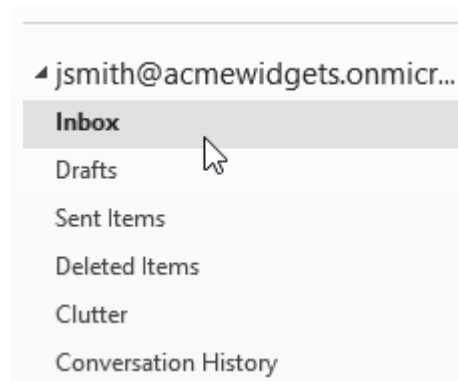 jsmith@acmewidgets.onmicr...
Inbox
Drafts
Sent Items
Deleted Items
Clutter
Conversation History